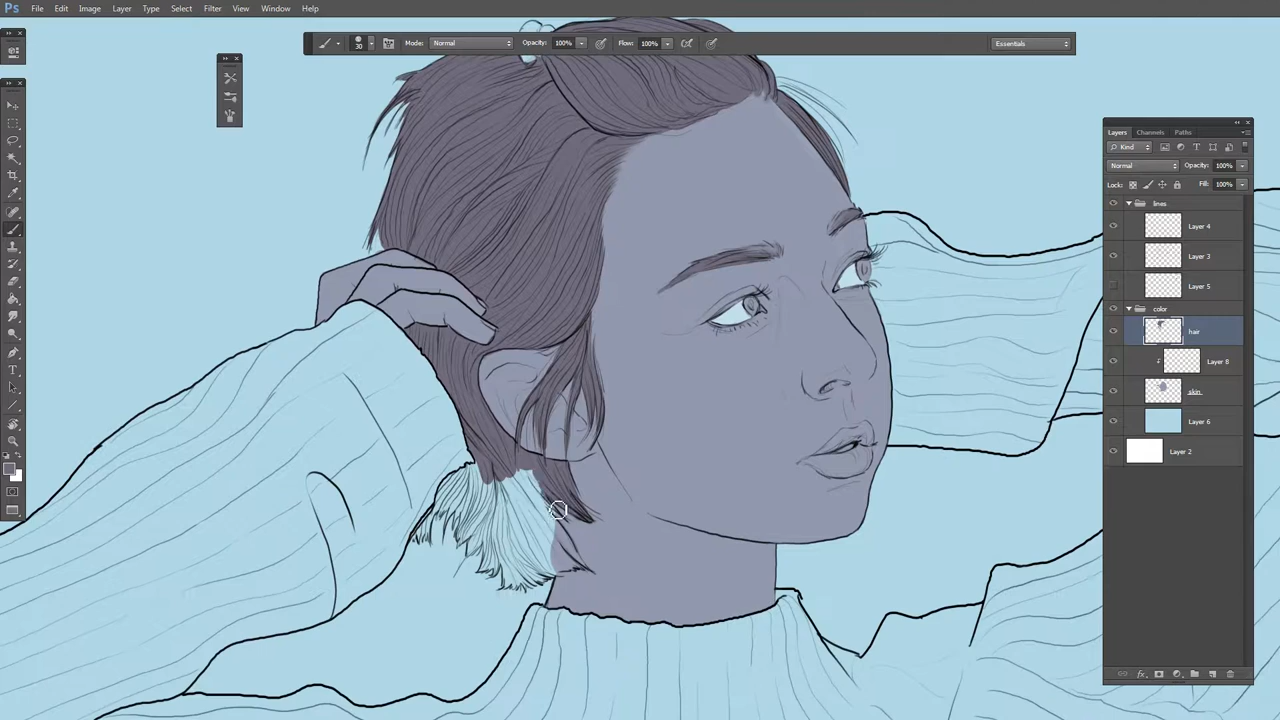 Ps File Edit Image Layer Type Select Filter View Window Help
30 Mode: Normal Opacity: 100% Flow: 100% Essentials
Layers Channels Paths
Kind
Normal Opacity: 100%
Lock: Fill: 100%
lines
Layer 4
Layer 3
Layer 5
color
hair
Layer 8
skin
Layer 6
Layer 2